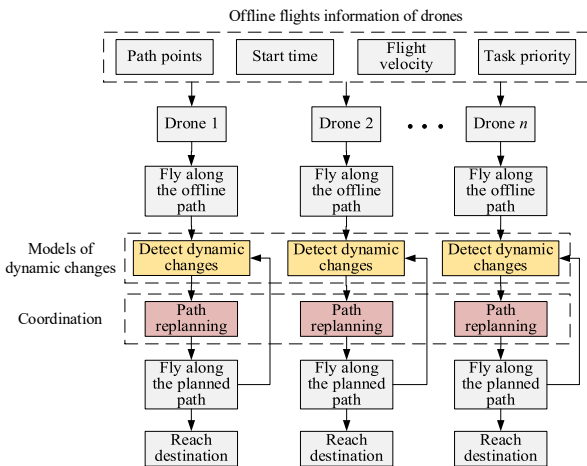 Offline flights information of drones
Path points
Start time
Flight
velocity
Task priority
Drone 1
Drone 2
• • •
Drone n
Fly along
the offline
path
Fly along
the offline
path
Fly along
the offline
path
Models of
dynamic changes
Detect dynamic
changes
Detect dynamic
changes
Detect dynamic
changes
Coordination
Path
replanning
Path
replanning
Path
replanning
Fly along
the planned
path
Fly along
the planned
path
Fly along
the planned
path
Reach
destination
Reach
destination
Reach
destination